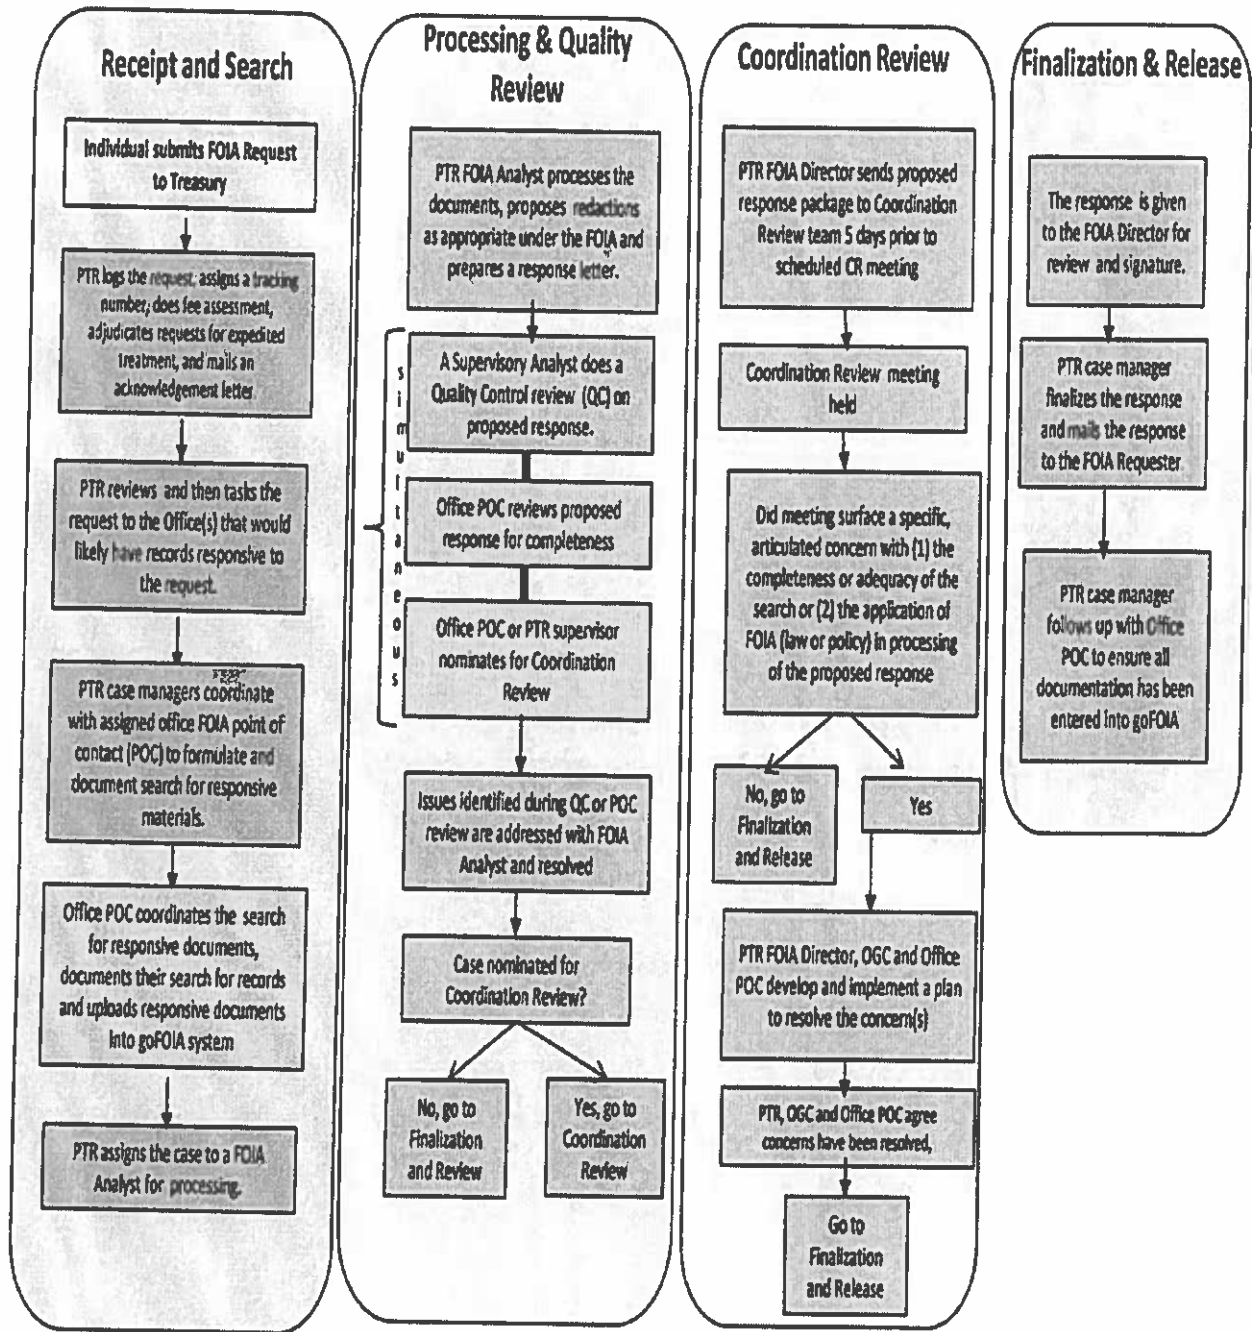 Receipt and Search
Individual submits FOIA Request
to Treasury
PTR logs the request, assigns a tracking
number, does fee assessment,
adjudicates requests for expedited
treatment, and mails an
acknowledgement letter
PTR reviews and then tasks the
request to the Office(s) that would
likely have records responsive to
the request.
PTR case managers coordinate
with assigned office FOIA point of
contact (POC) to formulate and
document search for responsive
materials.
Office POC coordinates the search
for responsive documents,
documents their search for records
and uploads responsive documents
into goFOIA system
PTR assigns the case to a FOIA
Analyst for processing.
Processing & Quality
Review
PTR FOIA Analyst processes the
documents, proposes redactions
as appropriate under the FOIA and
prepares a response letter.
simultaneous
A Supervisory Analyst does a
Quality Control review (QC) on
proposed response.
Office POC reviews proposed
response for completeness
Office POC or PTR supervisor
nominates for Coordination
Review
Issues identified during QC or POC
review are addressed with FOIA
Analyst and resolved
Case nominated for
Coordination Review?
No, go to
Finalization
and Review
Yes, go to
Coordination
Review
Coordination Review
PTR FOIA Director sends proposed
response package to Coordination
Review team 5 days prior to
scheduled CR meeting
Coordination Review meeting
held
Did meeting surface a specific,
articulated concern with (1) the
completeness or adequacy of the
search or (2) the application of
FOIA (law or policy) in processing
of the proposed response
No, go to
Finalization
and Release
Yes
PTR FOIA Director, OGC and Office
POC develop and implement a plan
to resolve the concern(s)
PTR, OGC and Office POC agree
concerns have been resolved,
Go to
Finalization
and Release
Finalization & Release
The response is given
to the FOIA Director for
review and signature.
PTR case manager
finalizes the response
and mails the response
to the FOIA Requester
PTR case manager
follows up with Office
POC to ensure all
documentation has been
entered into goFOIA